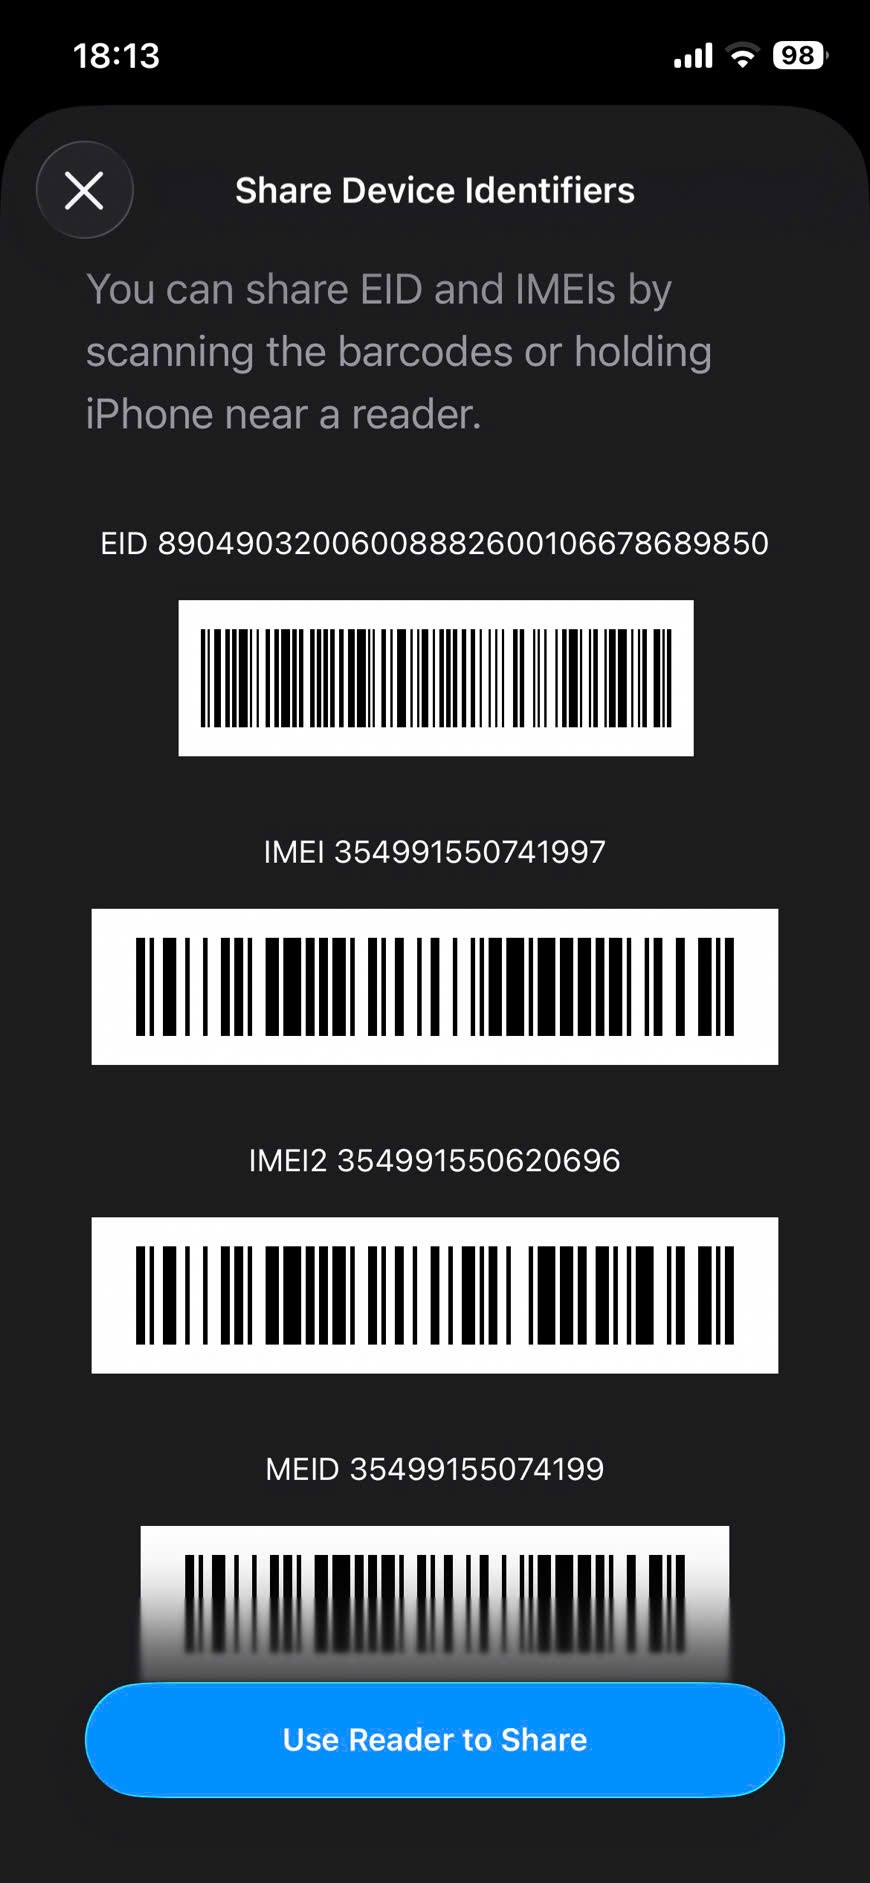 18:13
98
Share Device Identifiers
You can share EID and IMEIs by
scanning the barcodes or holding
iPhone near a reader.
EID 89049032006008882600106678689850
IMEI 354991550741997
IMEI2 354991550620696
MEID 35499155074199
Use Reader to Share